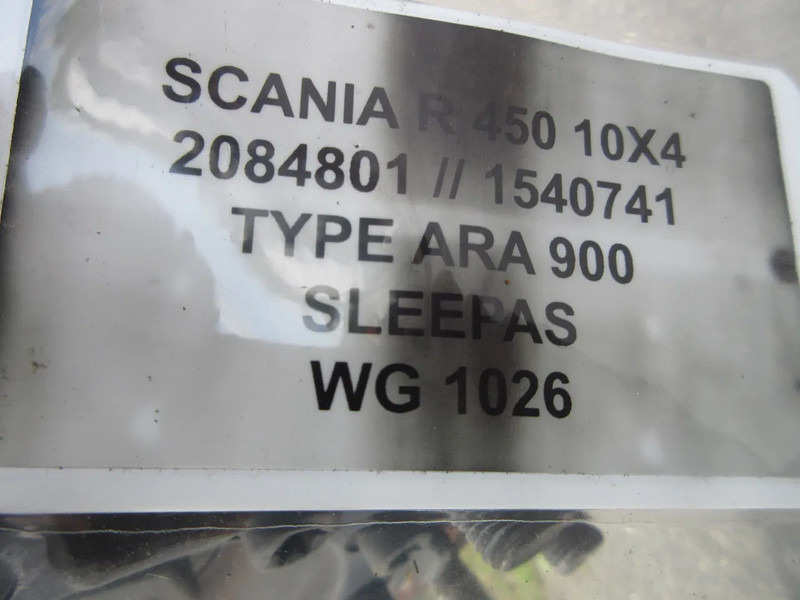 SCANIA R 450 10X4
2084801 // 1540741
TYPE ARA 900
SLEEPAS
WG 1026